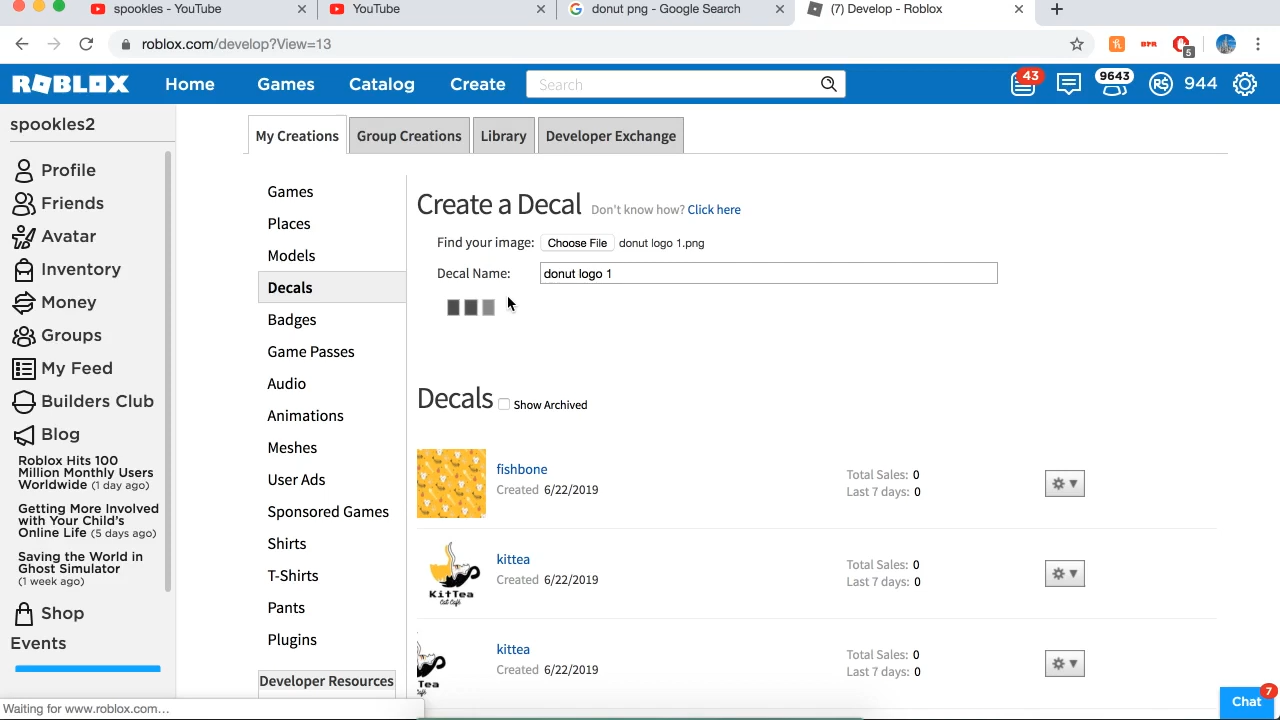 spookles - YouTube
YouTube
donut png - Google Search
(7) Develop - Roblox
roblox.com/develop?View=13
5
ROBLOX
Home
Games
Catalog
Create
Search
43
9643
944
spookles2
Profile
Friends
Avatar
Inventory
Money
Groups
My Feed
Builders Club
Blog
Roblox Hits 100
Million Monthly Users
Worldwide (1 day ago)
Getting More Involved
with Your Child's
Online Life (5 days ago)
Saving the World in
Ghost Simulator
(1 week ago)
Shop
Events
My Creations
Group Creations
Library
Developer Exchange
Games
Places
Models
Decals
Badges
Game Passes
Audio
Animations
Meshes
User Ads
Sponsored Games
Shirts
T-Shirts
Pants
Plugins
Developer Resources
Create a Decal Don't know how? Click here
Find your image: Choose File donut logo 1.png
Decal Name: donut logo 1
Decals Show Archived
fishbone
Created 6/22/2019
Total Sales: 0
Last 7 days: 0
KitTea
Cat Café
kittea
Created 6/22/2019
Total Sales: 0
Last 7 days: 0
kittea
Created 6/22/2019
Total Sales: 0
Last 7 days: 0
Waiting for www.roblox.com...
Chat
7